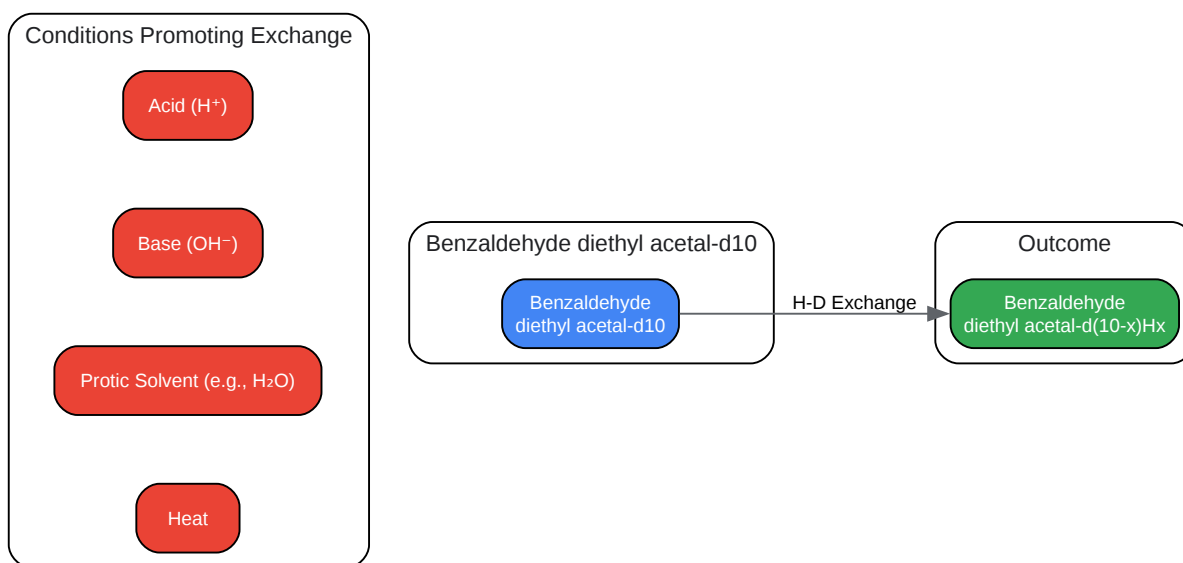 Conditions Promoting Exchange
Acid (H⁺)
Base (OH⁻)
Protic Solvent (e.g., H₂O)
Heat
Benzaldehyde diethyl acetal-d10
Benzaldehyde
diethyl acetal-d10
H-D Exchange
Outcome
Benzaldehyde
diethyl acetal-d(10-x)Hx